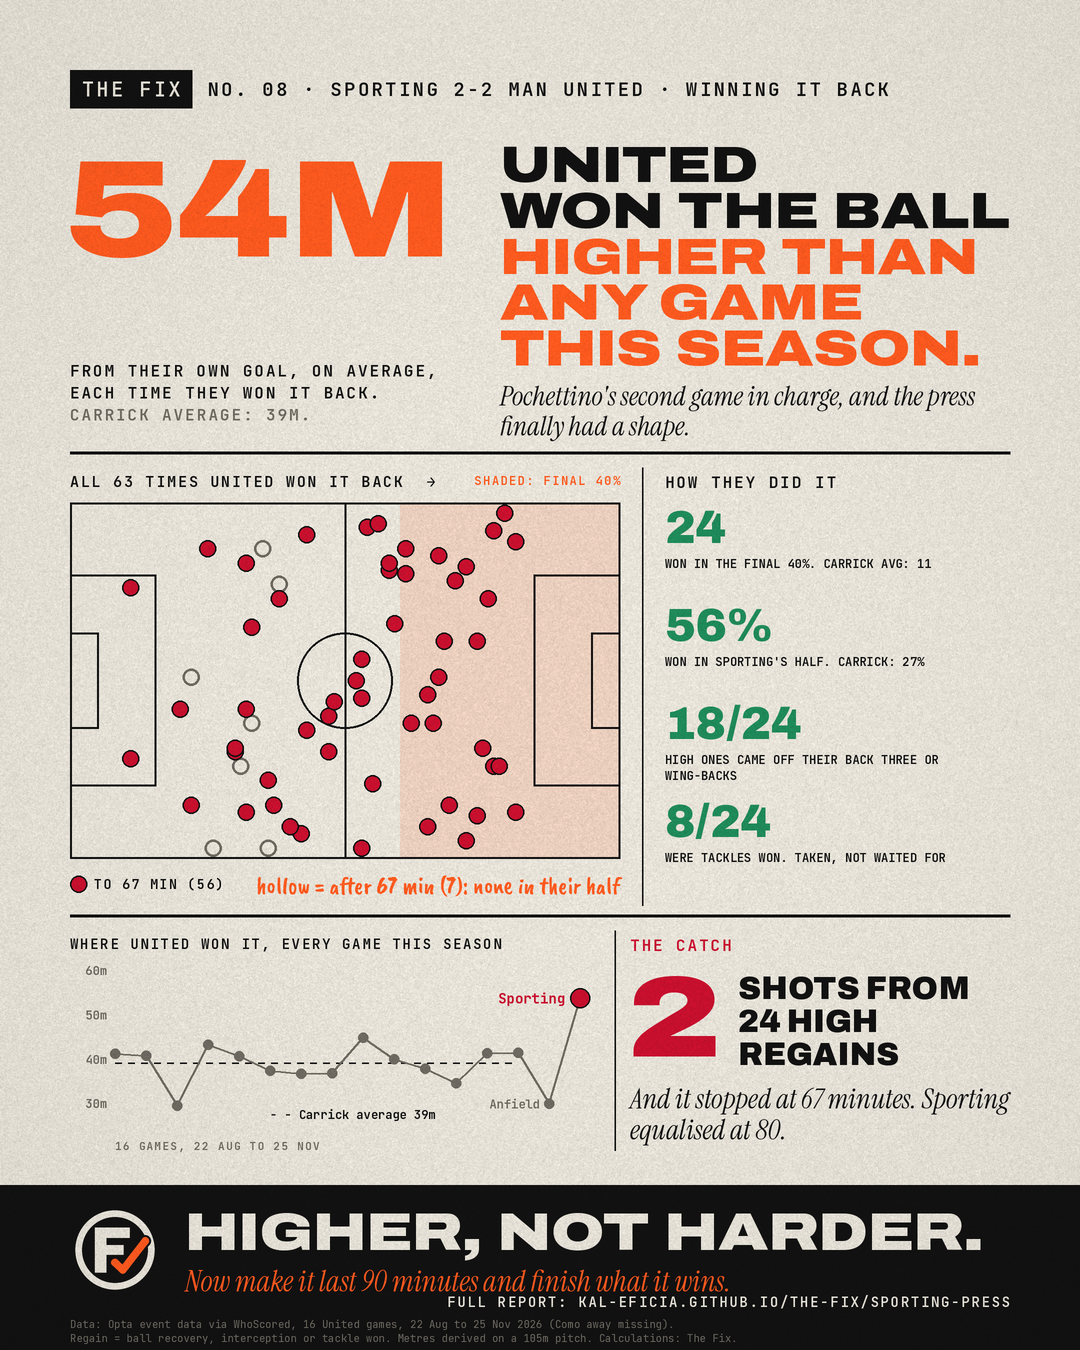 THE FIX NO. 08 · SPORTING 2-2 MAN UNITED · WINNING IT BACK
54M
FROM THEIR OWN GOAL, ON AVERAGE,
EACH TIME THEY WON IT BACK.
CARRICK AVERAGE: 39M.
UNITED
WON THE BALL
HIGHER THAN
ANY GAME
THIS SEASON.
Pochettino's second game in charge, and the press
finally had a shape.
ALL 63 TIMES UNITED WON IT BACK →
SHADED: FINAL 40%
TO 67 MIN (56)
hollow = after 67 min (7): none in their half
HOW THEY DID IT
24
WON IN THE FINAL 40%. CARRICK AVG: 11
56%
WON IN SPORTING'S HALF. CARRICK: 27%
18/24
HIGH ONES CAME OFF THEIR BACK THREE OR
WING-BACKS
8/24
WERE TACKLES WON. TAKEN, NOT WAITED FOR
WHERE UNITED WON IT, EVERY GAME THIS SEASON
60m
50m
40m
30m
Sporting
Anfield
- - Carrick average 39m
16 GAMES, 22 AUG TO 25 NOV
THE CATCH
2
SHOTS FROM
24 HIGH
REGAINS
And it stopped at 67 minutes. Sporting
equalised at 80.
F
HIGHER, NOT HARDER.
Now make it last 90 minutes and finish what it wins.
FULL REPORT: KAL-EFICIA.GITHUB.IO/THE-FIX/SPORTING-PRESS
Data: Opta event data via WhoScored, 16 United games, 22 Aug to 25 Nov 2026 (Como away missing).
Regain = ball recovery, interception or tackle won. Metres derived on a 105m pitch. Calculations: The Fix.